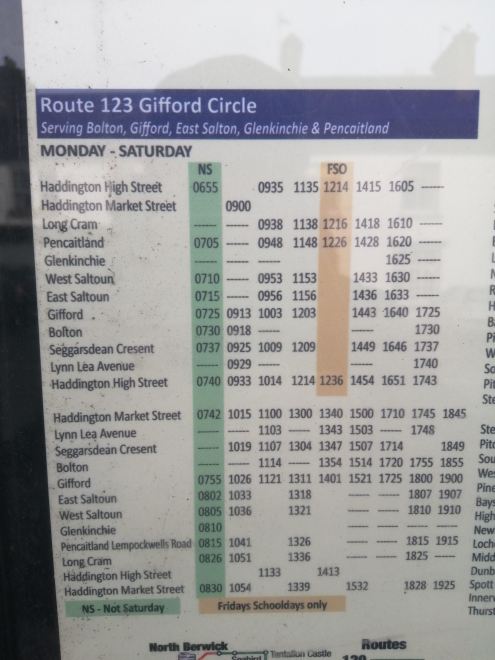 Route 123 Gifford Circle
Serving Bolton, Gifford, East Salton, Glenkinchie & Pencaitland
MONDAY - SATURDAY
NS FSO
Haddington High Street 0655 0935 1135 1214 1415 1605 -----
Haddington Market Street 0900
Long Cram ----- ----- 0938 1138 1216 1418 1610 -----
Pencaitland 0705 ----- 0948 1148 1226 1428 1620 -----
Glenkinchie ----- ----- ----- 1625 -----
West Saltoun 0710 ----- 0953 1153 1433 1630 -----
East Saltoun 0715 ----- 0956 1156 1436 1633 -----
Gifford 0725 0913 1003 1203 1443 1640 1725
Bolton 0730 0918 ----- ----- 1730
Seggarsdean Cresent 0737 0925 1009 1209 1449 1646 1737
Lynn Lea Avenue ----- 0929 ----- ----- 1740
Haddington High Street 0740 0933 1014 1214 1236 1454 1651 1743
Haddington Market Street 0742 1015 1100 1300 1340 1500 1710 1745 1845
Lynn Lea Avenue ----- ----- 1103 ----- 1343 1503 ----- 1748
Seggarsdean Cresent ----- 1019 1107 1304 1347 1507 1714 1849
Bolton ----- ----- 1114 ----- 1354 1514 1720 1755 1855
Gifford 0755 1026 1121 1311 1401 1521 1725 1800 1900
East Saltoun 0802 1033 1318 ----- ----- 1807 1907
West Saltoun 0805 1036 1321 ----- ----- 1810 1910
Glenkinchie 0810
Pencaitland Lempockwells Road 0815 1041 1326 ----- ----- 1815 1915
Long Cram 0826 1051 1336 ----- ----- 1825 -----
Haddington High Street 1133 1413
Haddington Market Street 0830 1054 1339 1532 1828 1925
NS - Not Saturday Fridays Schooldays only
North Berwick Routes
Tantallon Castle